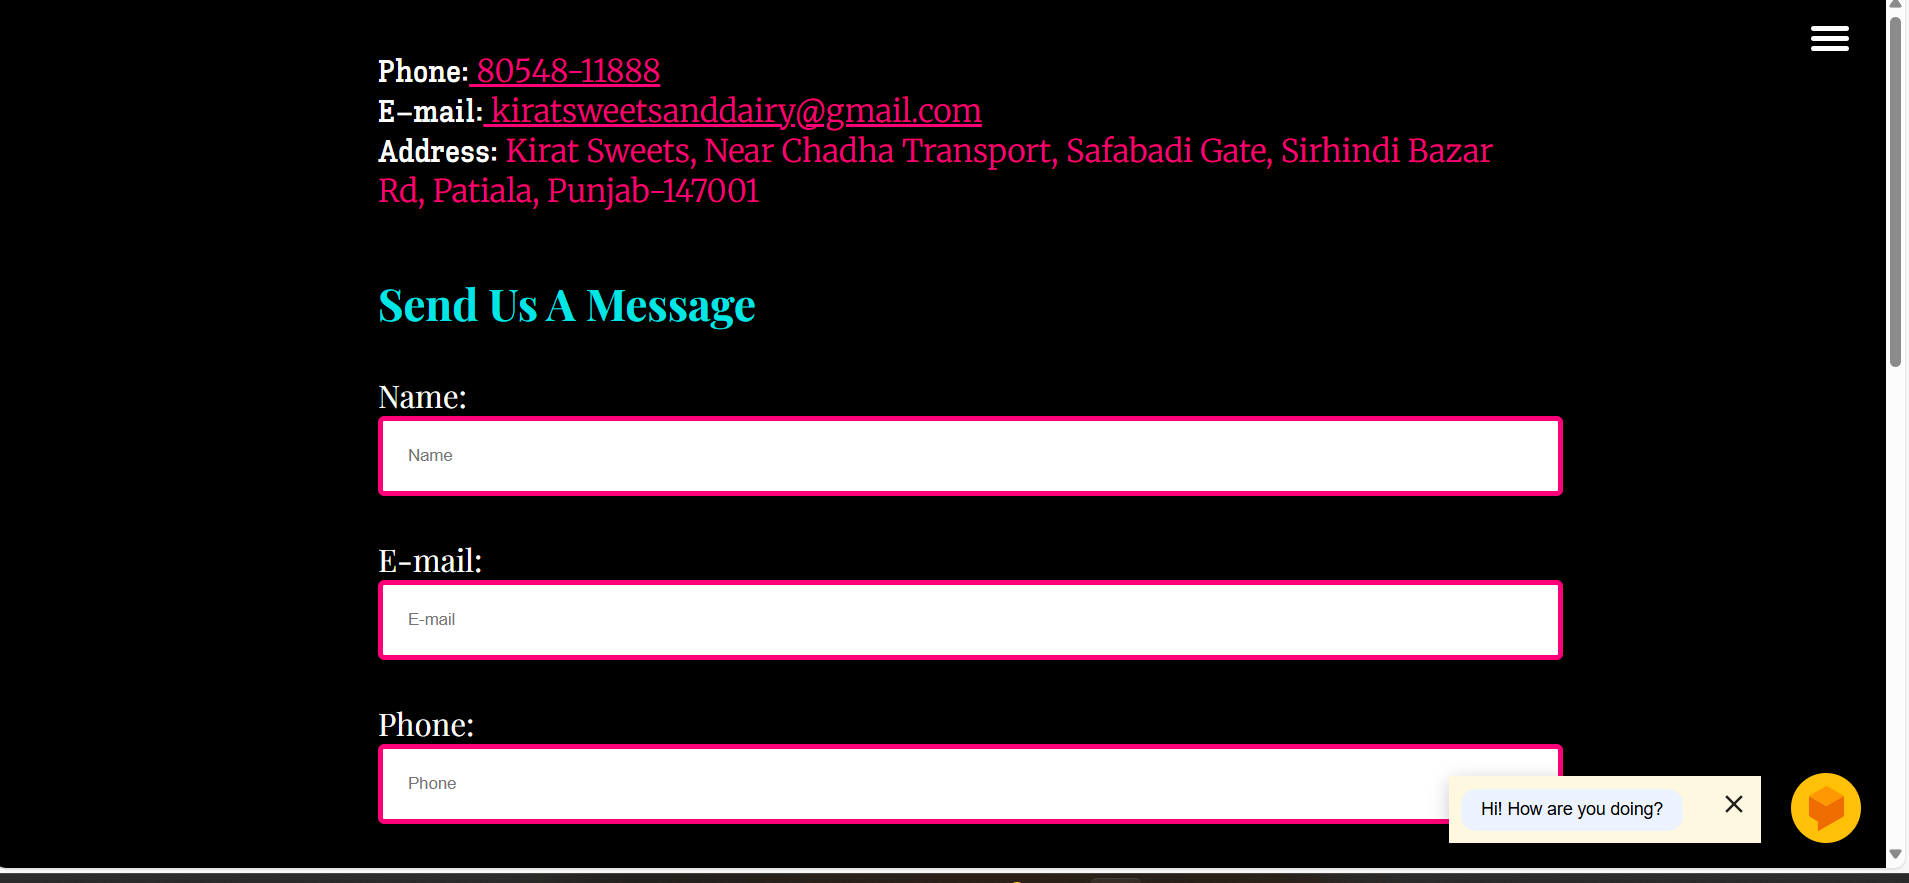 Phone: 80548-11888
E-mail: kiratsweetsanddairy@gmail.com
Address: Kirat Sweets, Near Chadha Transport, Safabadi Gate, Sirhindi Bazar
Rd, Patiala, Punjab-147001
Send Us A Message
Name:
Name
E-mail:
E-mail
Phone:
Phone
Hi! How are you doing?